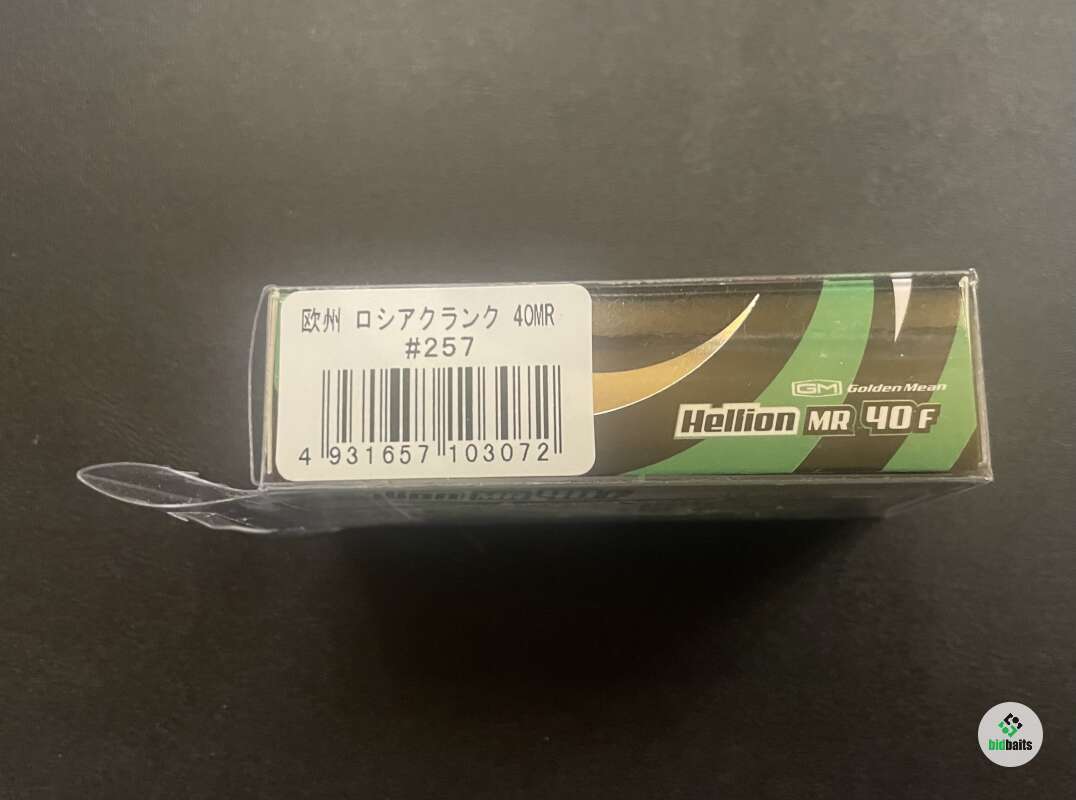 欧州 ロシアクランク 40MR
#257
4 931657 103072
GM Golden Mean
Hellion MR 40 F
bidbaits